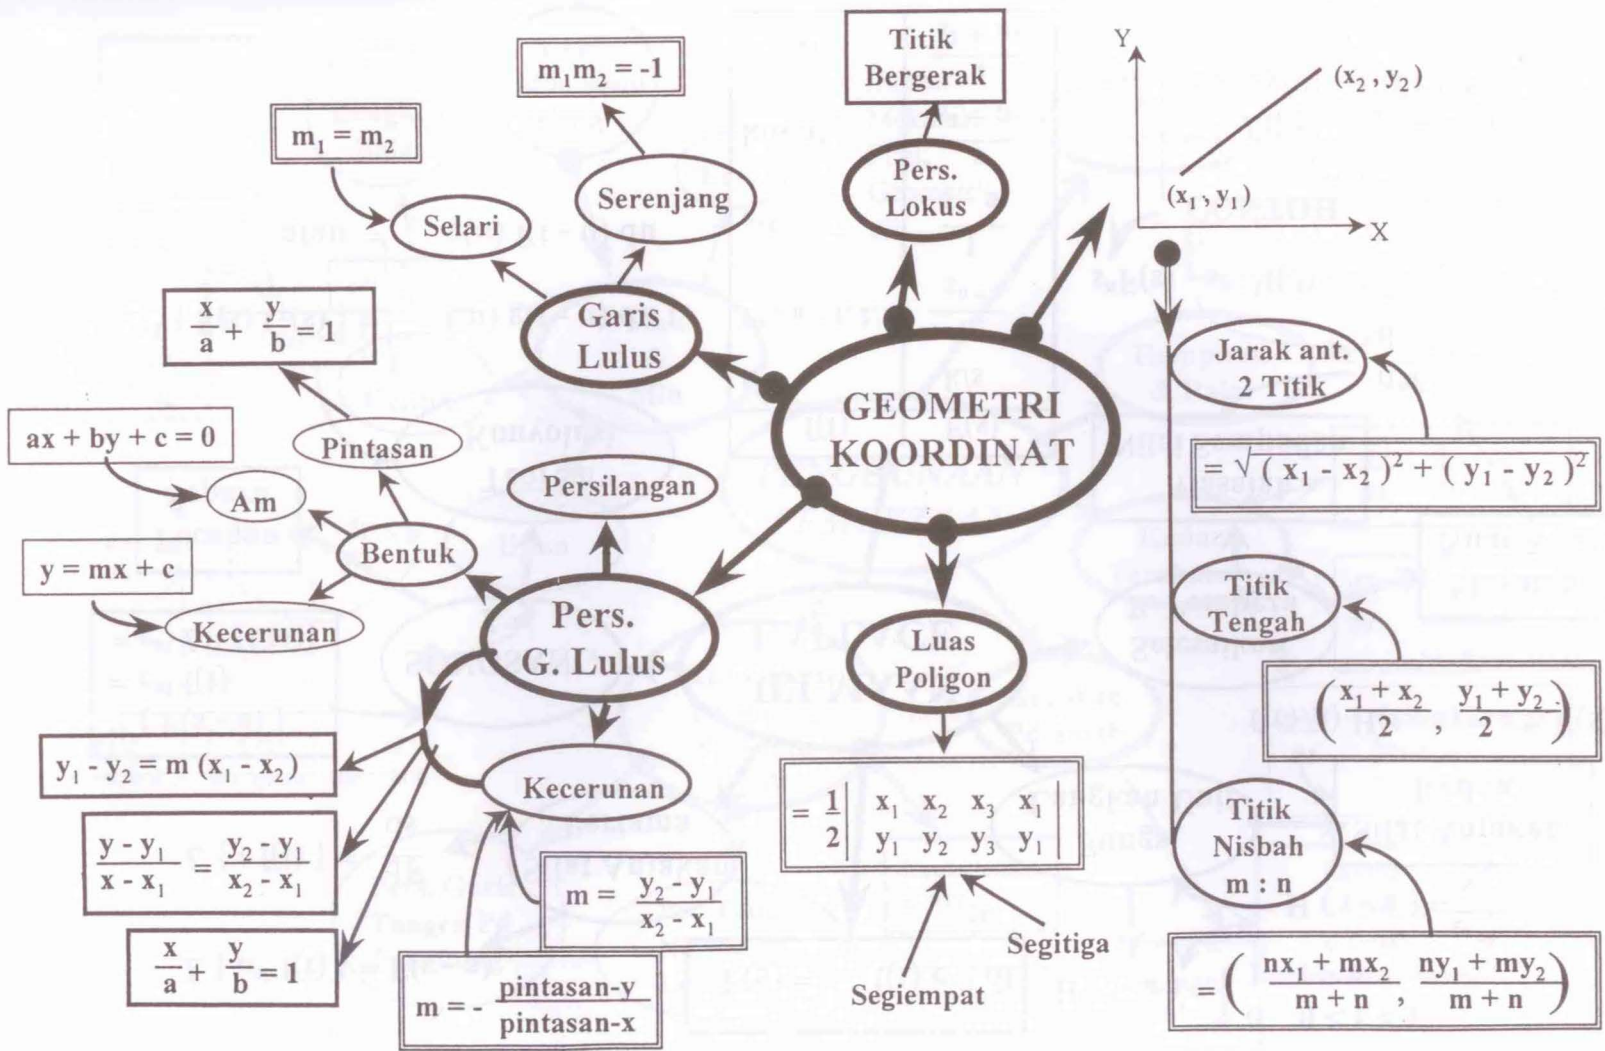 Titik
Bergerak
m₁m₂ = -1
m₁ = m₂
Y
(x₂ , y₂)
(x₁, y₁)
X
Pers.
Lokus
Serenjang
Selari
Garis
Lulus
x/a + y/b = 1
Jarak ant.
2 Titik
GEOMETRI
KOORDINAT
ax + by + c = 0
Pintasan
= √( x₁ - x₂ )² + ( y₁ - y₂ )²
Persilangan
Am
Bentuk
y = mx + c
Kecerunan
Pers.
G. Lulus
Luas
Poligon
Titik
Tengah
( x₁ + x₂ / 2 , y₁ + y₂ / 2 )
y₁ - y₂ = m (x₁ - x₂)
Kecerunan
= 1/2 | x₁ x₂ x₃ x₁
y₁ y₂ y₃ y₁ |
Titik
Nisbah
m : n
y - y₁ / x - x₁ = y₂ - y₁ / x₂ - x₁
m = y₂ - y₁ / x₂ - x₁
Segitiga
x/a + y/b = 1
Segiempat
m = - pintasan-y / pintasan-x
= ( nx₁ + mx₂ / m + n , ny₁ + my₂ / m + n )